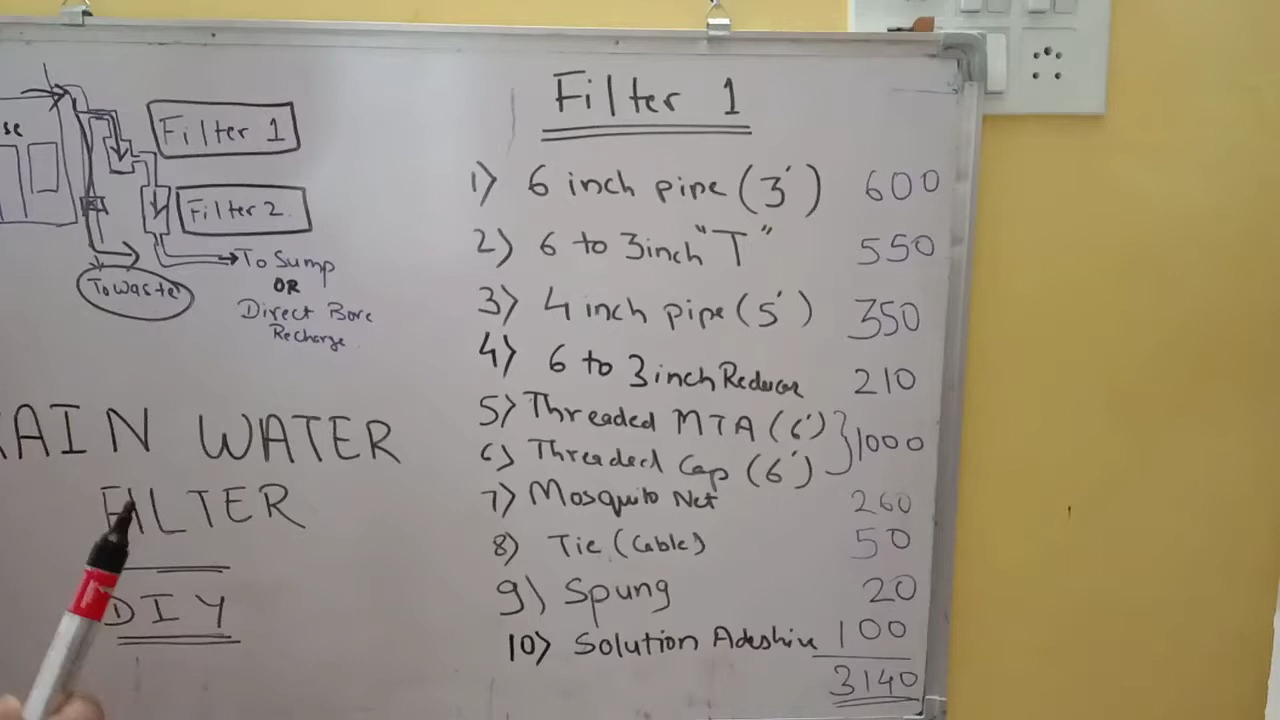 se
Filter 1
Filter 2.
To Sump
OR
Direct Bore
Recharge
To waste
RAIN WATER
FILTER
DIY
Filter 1
1) 6 inch pipe (3') 600
2) 6 to 3inch "T" 550
3) 4 inch pipe (5') 350
4) 6 to 3inch Reducer 210
5) Threaded MTA (6') } 1000
6) Threaded Cap (6')
7) Mosquito Net 260
8) Tie (Cable) 50
9) Spung 20
10) Solution Adeshive 100
3140